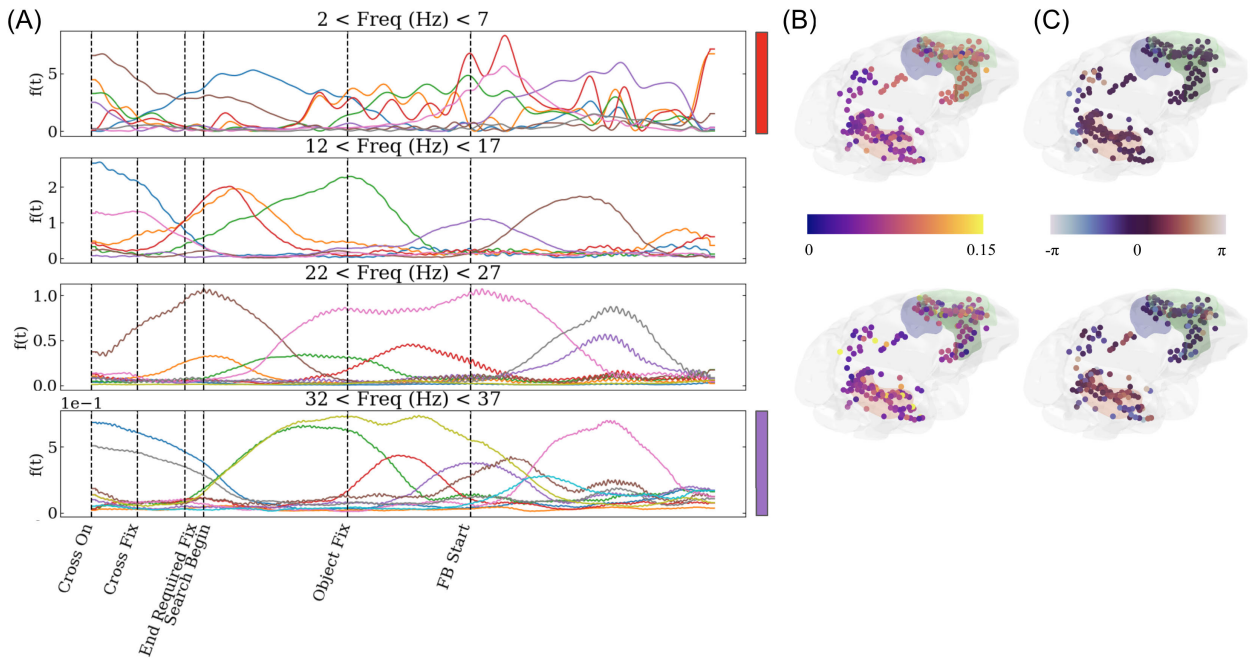 (A)
(B)
(C)
2 < Freq (Hz) < 7
f(t)
5
0
12 < Freq (Hz) < 17
f(t)
2
1
0
0
0.15
-π
0
π
22 < Freq (Hz) < 27
f(t)
1.0
0.5
0.0
1e−1
32 < Freq (Hz) < 37
f(t)
5
0
Cross On
Cross Fix
End Required Fix
Search Begin
Object Fix
FB Start